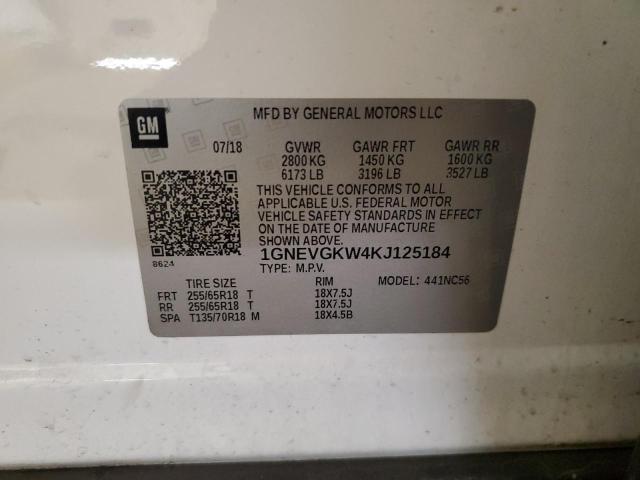 GM
MFD BY GENERAL MOTORS LLC
07/18 GVWR GAWR FRT GAWR RR
2800 KG 1450 KG 1600 KG
6173 LB 3196 LB 3527 LB
THIS VEHICLE CONFORMS TO ALL
APPLICABLE U.S. FEDERAL MOTOR
VEHICLE SAFETY STANDARDS IN EFFECT
ON THE DATE OF MANUFACTURE
SHOWN ABOVE.
8624 1GNEVGKW4KJ125184
TYPE: M.P.V.
TIRE SIZE RIM MODEL: 441NC56
FRT 255/65R18 T 18X7.5J
RR 255/65R18 T 18X7.5J
SPA T135/70R18 M 18X4.5B